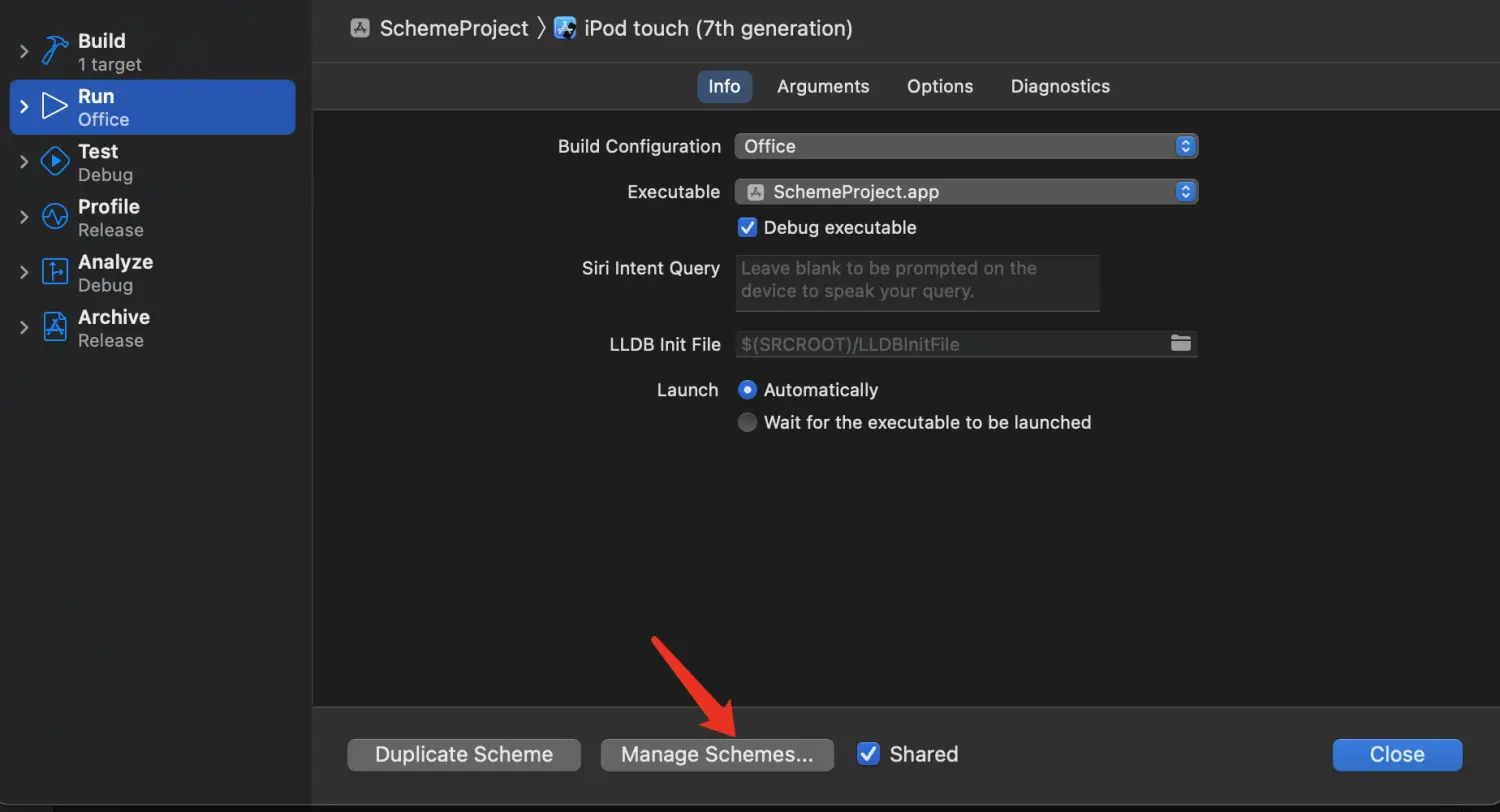 Build
1 target
Run
Office
Test
Debug
Profile
Release
Analyze
Debug
Archive
Release
SchemeProject 〉 iPod touch (7th generation)
Info Arguments Options Diagnostics
Build Configuration Office
Executable SchemeProject.app
Debug executable
Siri Intent Query Leave blank to be prompted on the
device to speak your query.
LLDB Init File $(SRCROOT)/LLDBInitFile
Launch Automatically
Wait for the executable to be launched
Duplicate Scheme Manage Schemes... Shared Close